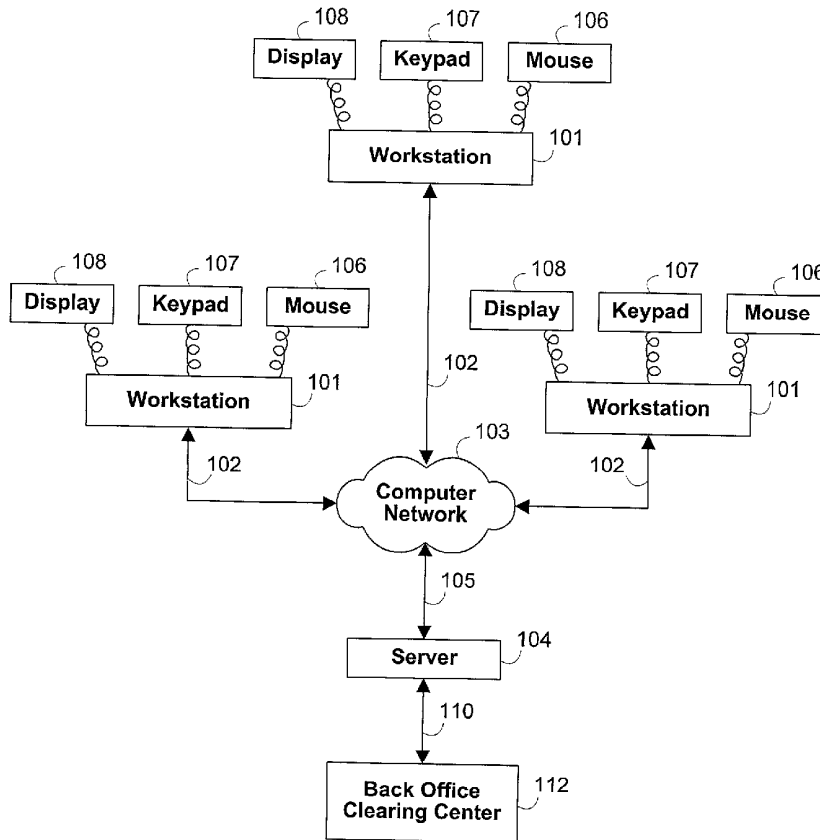 108 107 106
Display Keypad Mouse
101
Workstation
108 107 106
Display Keypad Mouse
108 107 106
Display Keypad Mouse
102
101
Workstation
101
Workstation
103
102
102
Computer
Network
105
104
Server
110
Back Office
Clearing Center
112